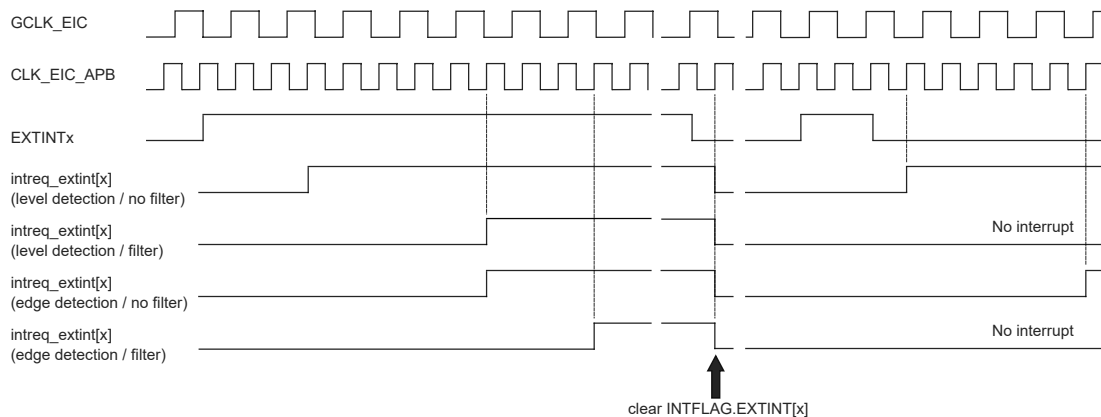 GCLK_EIC
CLK_EIC_APB
EXTINTx
intreq_extint[x]
(level detection / no filter)
intreq_extint[x]
(level detection / filter)
No interrupt
intreq_extint[x]
(edge detection / no filter)
intreq_extint[x]
(edge detection / filter)
No interrupt
clear INTFLAG.EXTINT[x]